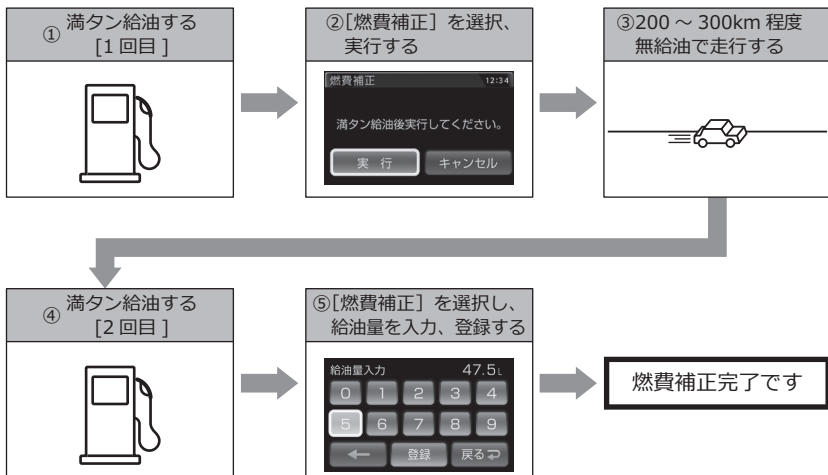 ① 満タン給油する
[1 回目 ]
②[燃費補正] を選択、
実行する
燃費補正 12:34
満タン給油後実行してください。
実 行 キャンセル
③200 ~ 300km 程度
無給油で走行する
④ 満タン給油する
[2 回目 ]
⑤[燃費補正] を選択し、
給油量を入力、登録する
給油量入力 47.5L
0 1 2 3 4
5 6 7 8 9
← 登録 戻る
燃費補正完了です